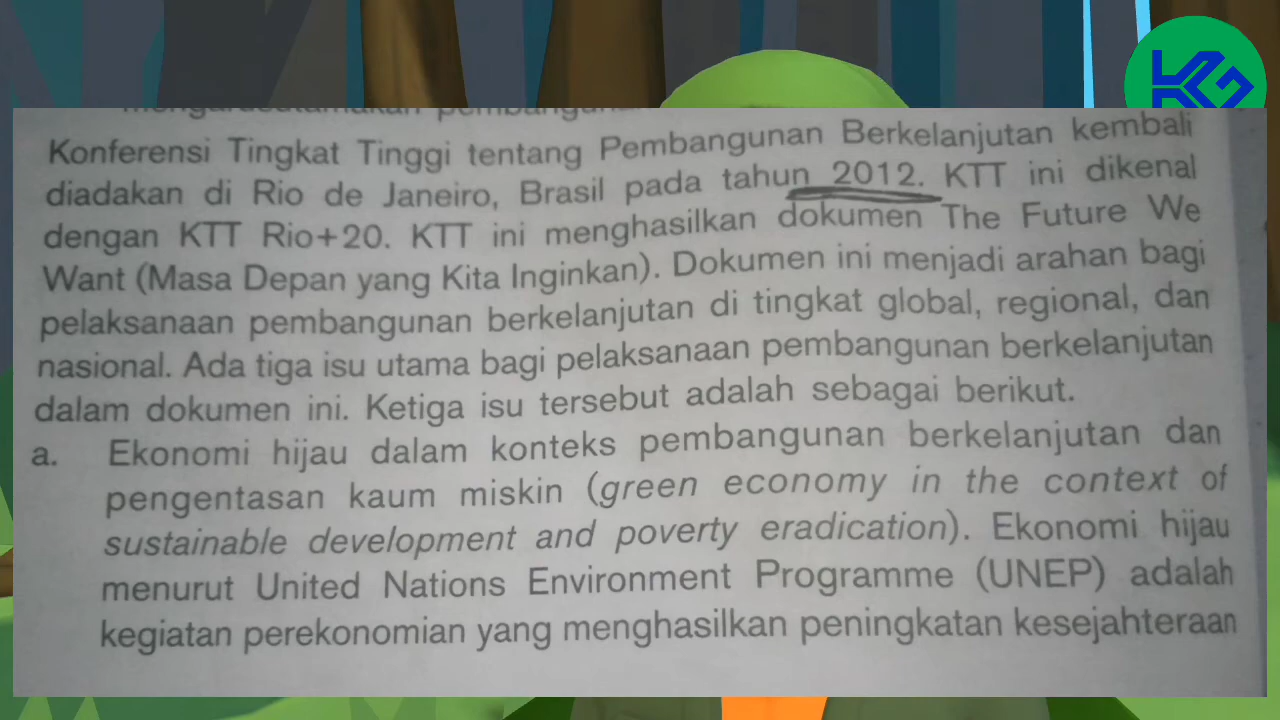 Konferensi Tingkat Tinggi tentang Pembangunan Berkelanjutan kembali
diadakan di Rio de Janeiro, Brasil pada tahun 2012. KTT ini dikenal
dengan KTT Rio+20. KTT ini menghasilkan dokumen The Future We
Want (Masa Depan yang Kita Inginkan). Dokumen ini menjadi arahan bagi
pelaksanaan pembangunan berkelanjutan di tingkat global, regional, dan
nasional. Ada tiga isu utama bagi pelaksanaan pembangunan berkelanjutan
dalam dokumen ini. Ketiga isu tersebut adalah sebagai berikut.
a. Ekonomi hijau dalam konteks pembangunan berkelanjutan dan
pengentasan kaum miskin (green economy in the context of
sustainable development and poverty eradication). Ekonomi hijau
menurut United Nations Environment Programme (UNEP) adalah
kegiatan perekonomian yang menghasilkan peningkatan kesejahteraan